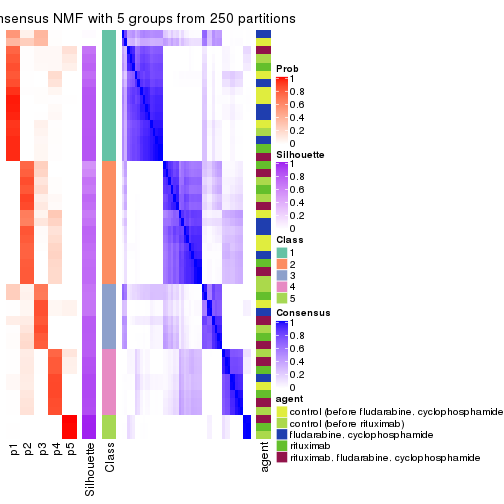 nsensus NMF with 5 groups from 250 partitions
Prob
1
0.8
0.6
0.4
0.2
0
Silhouette
1
0.8
0.6
0.4
0.2
0
Class
1
2
3
4
5
Consensus
1
0.8
0.6
0.4
0.2
0
agent
control (before fludarabine. cyclophosphamide
control (before rituximab)
fludarabine. cyclophosphamide
rituximab
rituximab. fludarabine. cyclophosphamide
p1
p2
p3
p4
p5
Silhouette
Class
agent